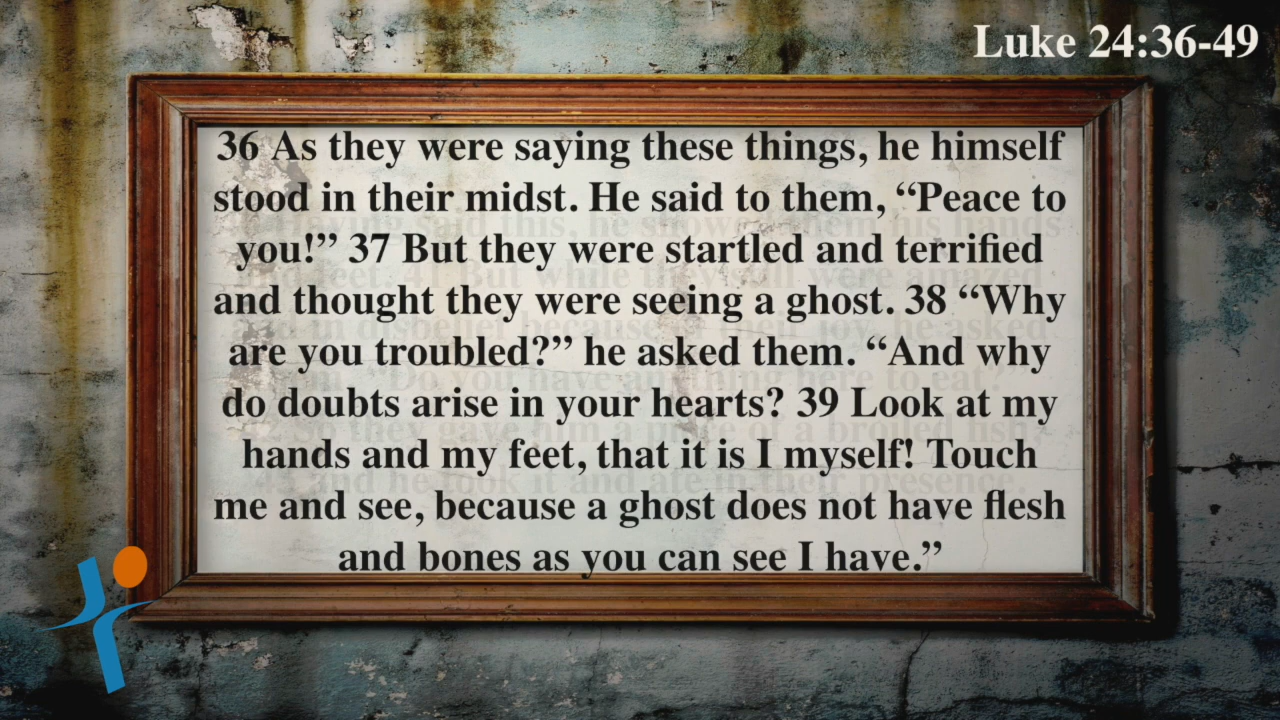 Luke 24:36-49
36 As they were saying these things, he himself
stood in their midst. He said to them, “Peace to
you!” 37 But they were startled and terrified
and thought they were seeing a ghost. 38 “Why
are you troubled?” he asked them. “And why
do doubts arise in your hearts? 39 Look at my
hands and my feet, that it is I myself! Touch
me and see, because a ghost does not have flesh
and bones as you can see I have.”